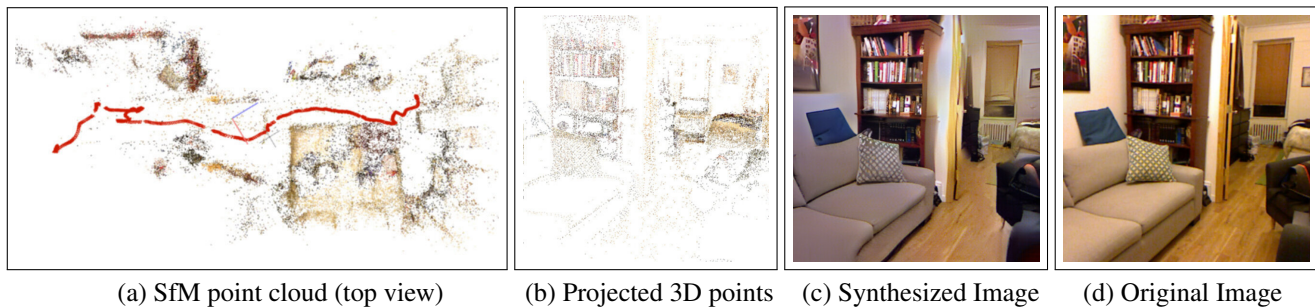 (a) SfM point cloud (top view)
(b) Projected 3D points
(c) Synthesized Image
(d) Original Image